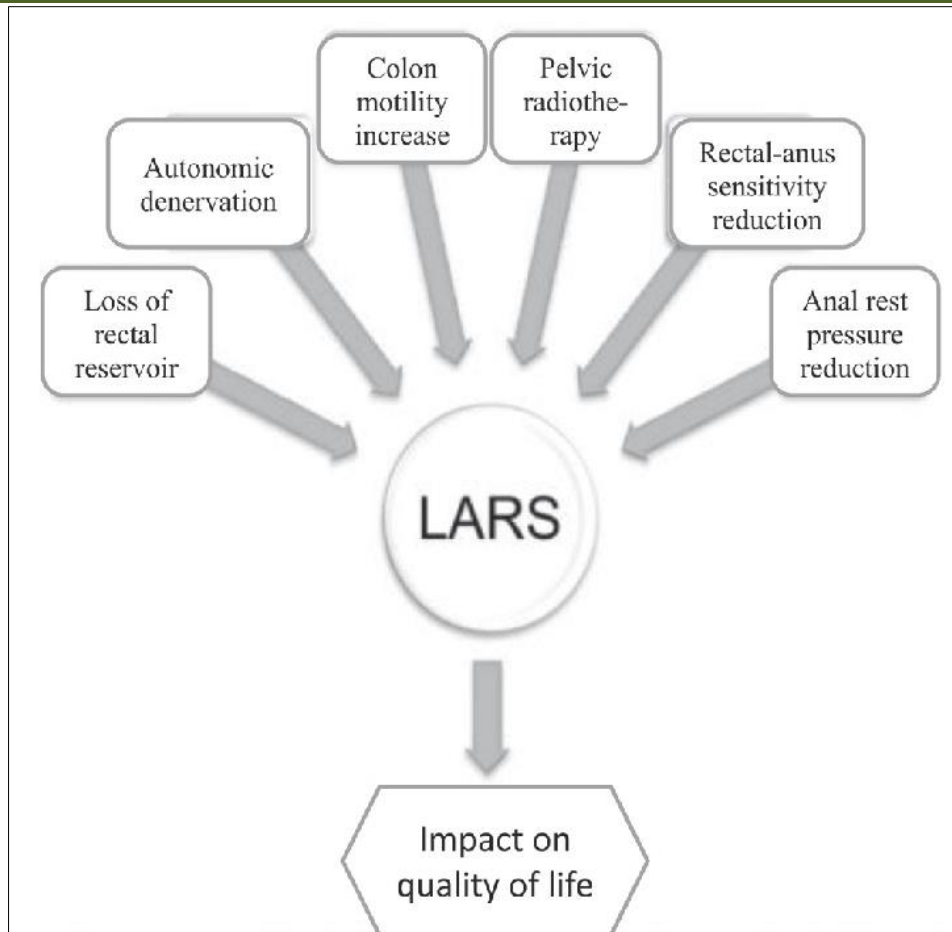 Loss of
rectal
reservoir
Autonomic
denervation
Colon
motility
increase
Pelvic
radiothe-
rapy
Rectal-anus
sensitivity
reduction
Anal rest
pressure
reduction
LARS
Impact on
quality of life